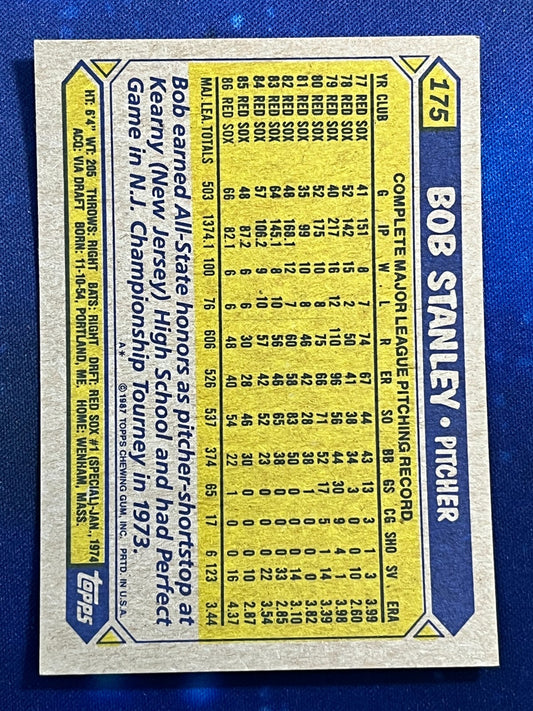 175
BOB STANLEY • PITCHER
COMPLETE MAJOR LEAGUE PITCHING RECORD
YR CLUB G IP W L R ER SO BB GS CG SHO SV ERA
77 RED SOX 41 151 8 7 74 67 44 43 13 3 1 3 3.99
78 RED SOX 52 142 15 2 50 41 38 34 3 0 0 10 2.60
79 RED SOX 40 217 16 12 110 96 56 44 30 9 4 1 3.98
80 RED SOX 52 175 10 8 75 66 71 52 17 5 1 14 3.39
81 RED SOX 35 99 10 8 46 42 28 38 1 0 0 0 3.82
82 RED SOX 48 168.1 12 7 60 58 83 50 0 0 0 14 3.10
83 RED SOX 64 145.1 8 10 56 46 65 38 0 0 0 33 2.85
84 RED SOX 57 106.2 9 10 57 42 52 23 0 0 0 22 3.54
85 RED SOX 48 87.2 6 6 30 28 46 30 0 0 0 10 2.87
86 RED SOX 66 82.1 6 6 48 40 54 22 1 0 0 16 4.37
MAJ. LEA. TOTALS 503 1374.1 100 76 606 526 537 374 65 17 6 123 3.44
A* ©1987 TOPPS CHEWING GUM, INC. PRTD. IN U.S.A.
Bob earned All-State honors as pitcher-shortstop at
Kearny (New Jersey) High School and had Perfect
Game in N.J. Championship Tourney in 1973.
HT: 6'4" WT: 205 THROWS: RIGHT BATS: RIGHT DRFT: RED SOX #1 (SPECIAL)-JAN., 1974
ACQ: VIA DRAFT BORN: 11-10-54, PORTLAND, ME. HOME: WENHAM, MASS.
topps